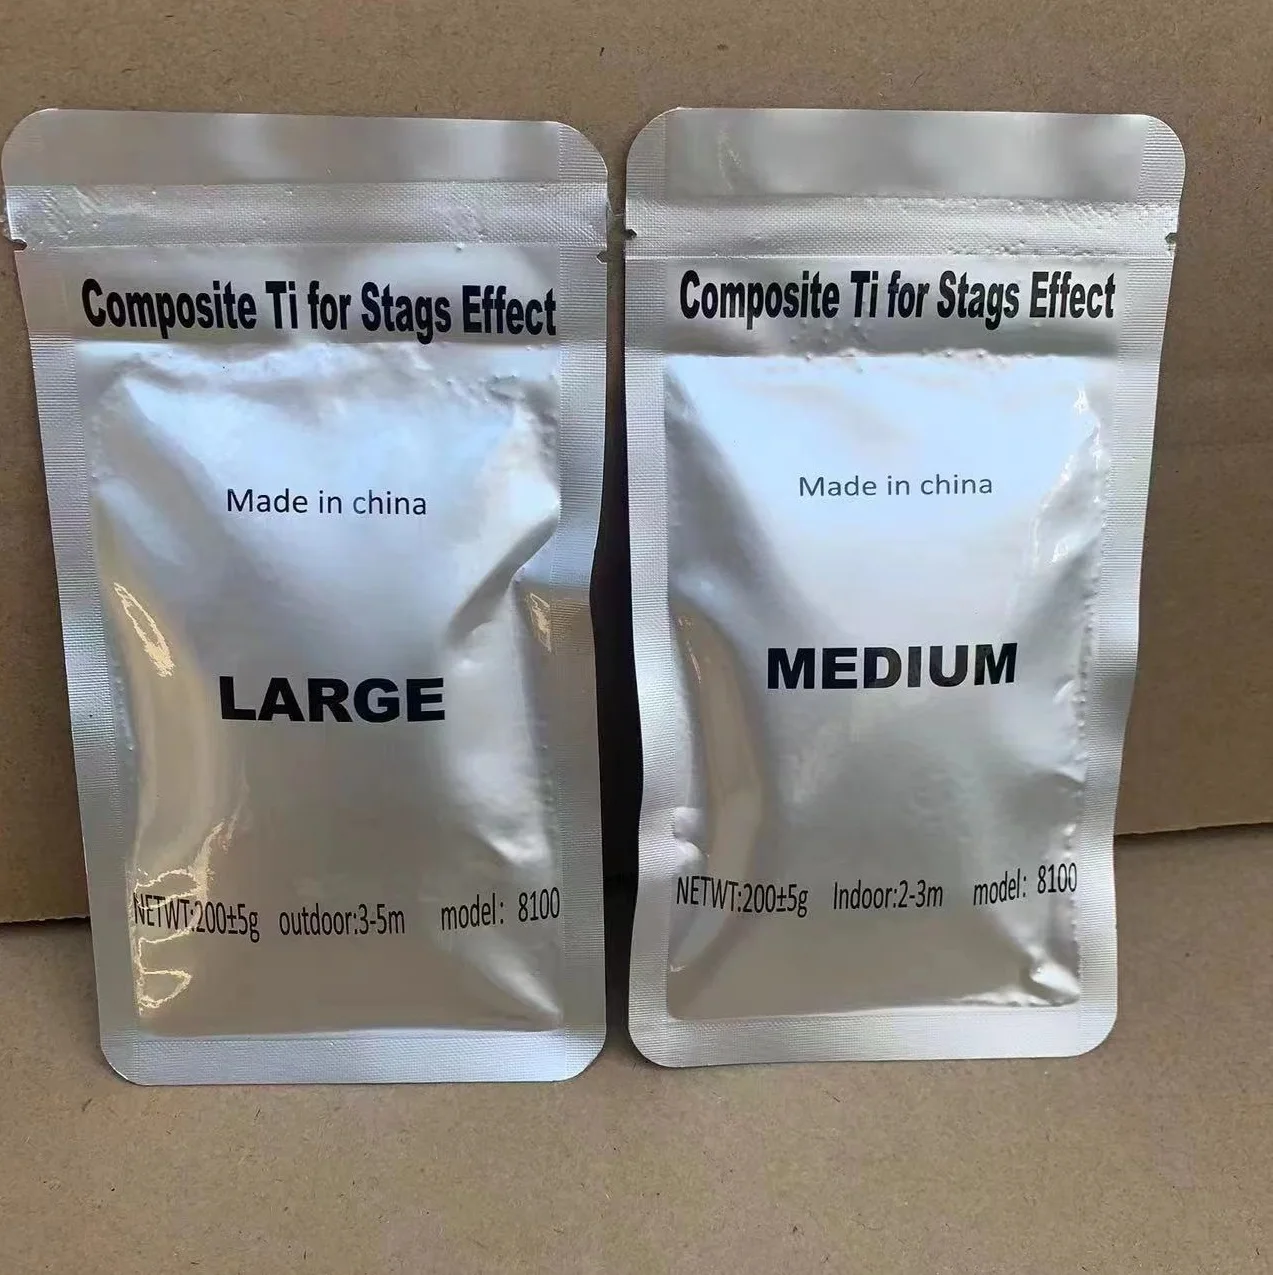 Composite Ti for Stags Effect
Made in china
LARGE
NETWT:200±5g outdoor:3-5m model: 8100
Composite Ti for Stags Effect
Made in china
MEDIUM
NETWT:200±5g Indoor:2-3m model: 8100